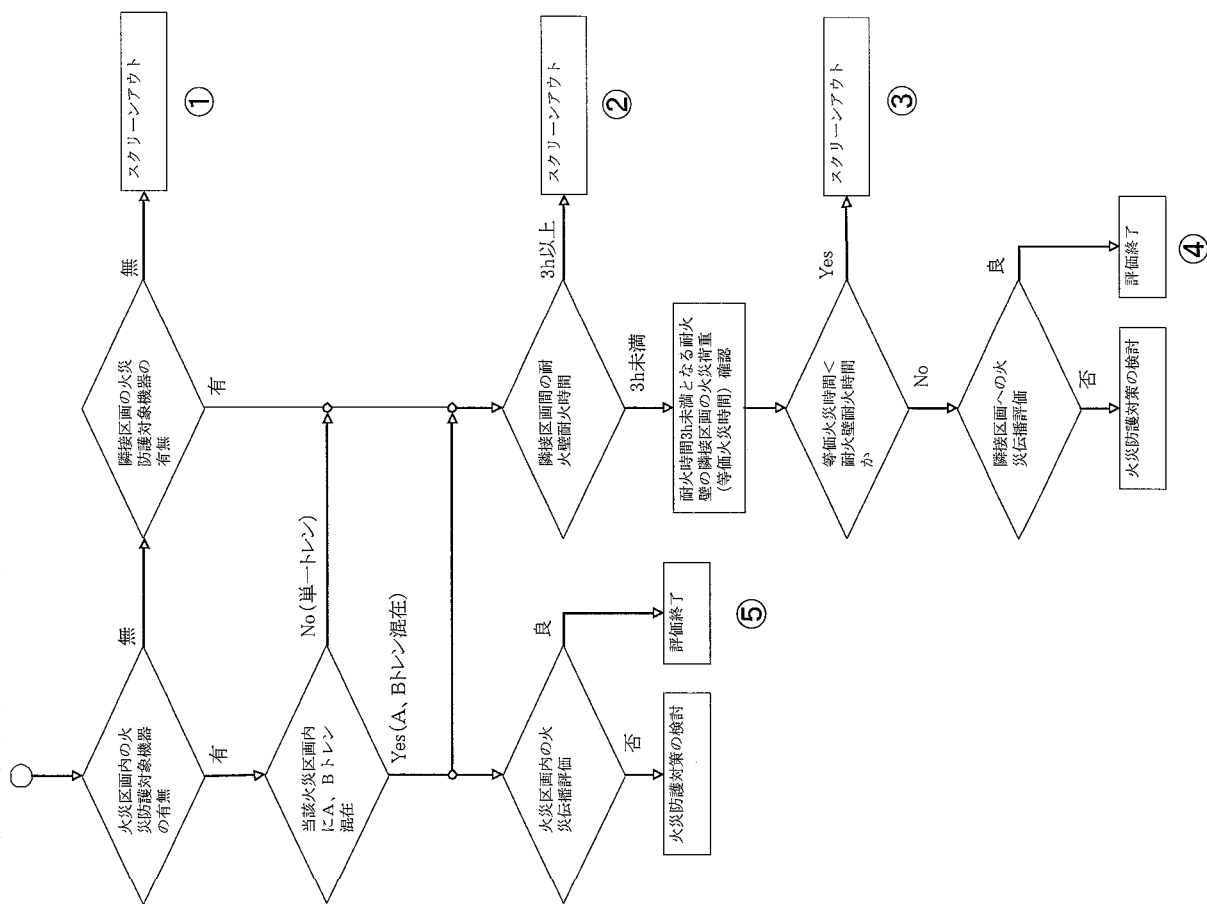 火災区画内の火
災防護対象機器
の有無
無
有
隣接区画の火災
防護対象機器の
有無
無
有
スクリーンアウト
①
当該火災区画内
にA、Bトレン
混在
No(単一トレン)
Yes(A、Bトレン混在)
隣接区画間の耐
火壁耐火時間
3h以上
3h未満
スクリーンアウト
②
耐火時間3h未満となる耐火
壁の隣接区画の火災荷重
(等価火災時間)確認
等価火災時間<
耐火壁耐火時間
か
Yes
No
スクリーンアウト
③
隣接区画への火
災伝播評価
良
否
評価終了
④
火災防護対策の検討
火災区画内の火
災伝播評価
良
否
評価終了
⑤
火災防護対策の検討